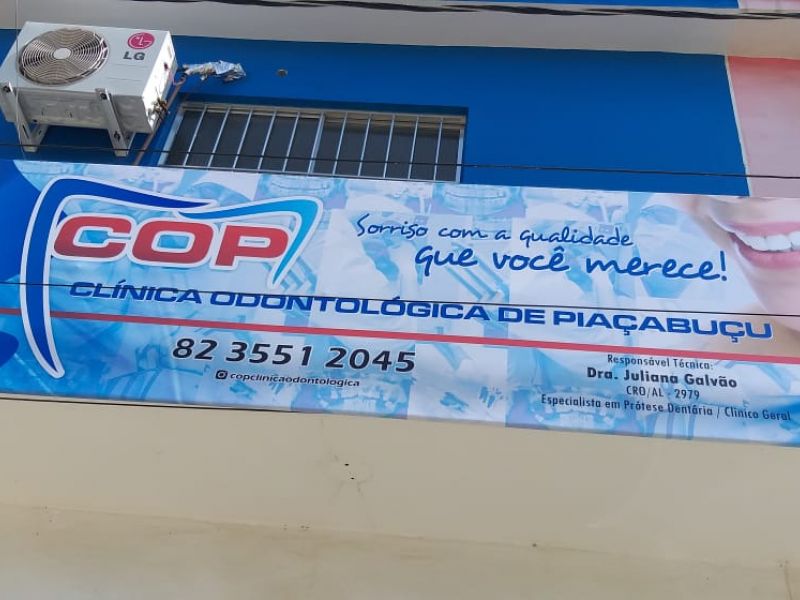 LG
COP
Sorriso com a qualidade
que você merece!
CLÍNICA ODONTOLÓGICA DE PIAÇABUÇU
82 3551 2045
copclinicaodontologica
Responsável Técnica:
Dra. Juliana Galvão
CRO/AL - 2979
Especialista em Prótese Dentária / Clínico Geral